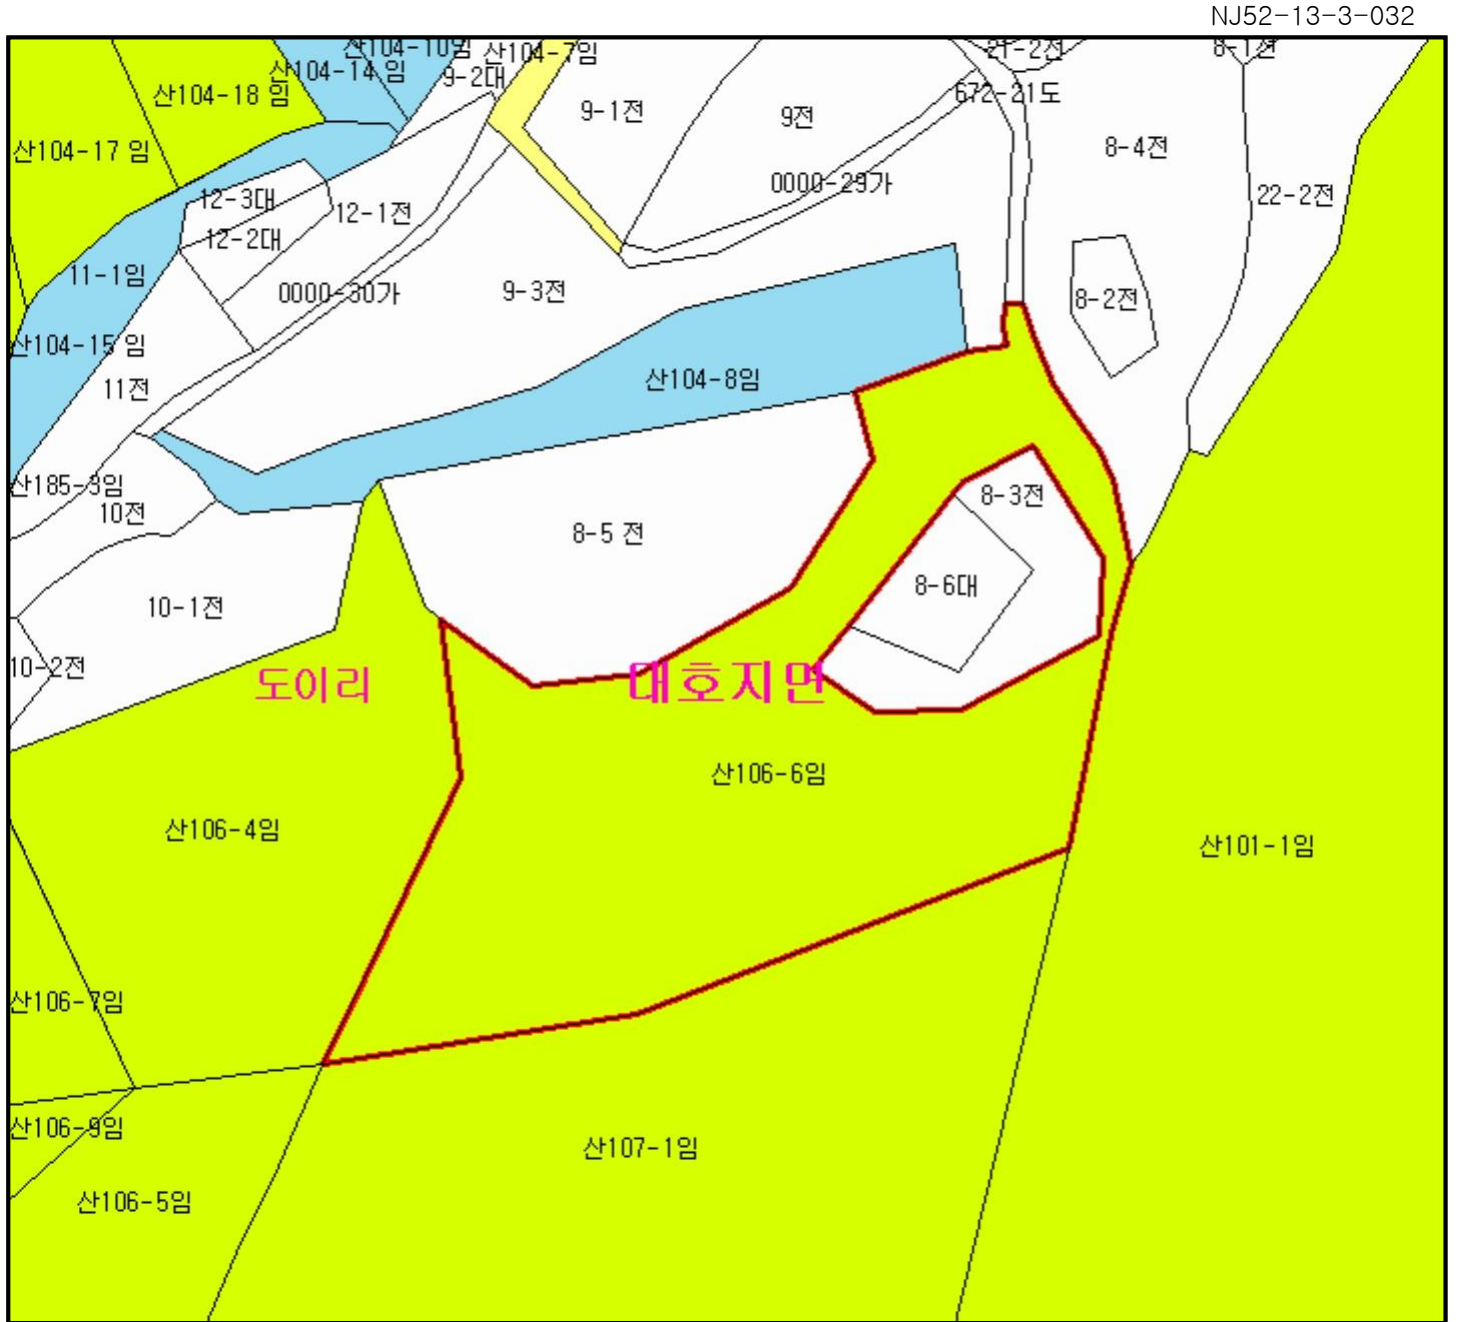 NJ52-13-3-032
산104-10임
산104-7임
21-2전
8-1전
산104-14 임
9-2대
산104-18 임
672-21도
9-1전
9전
8-4전
산104-17 임
0000-29가
22-2전
12-3대
12-1전
12-2대
11-1임
0000-30가
9-3전
8-2전
산104-15 임
산104-8임
11전
산185-3임
8-3전
10전
8-5 전
8-6대
10-1전
10-2전
도이리
대호지면
산106-6임
산106-4임
산101-1임
산106-7임
산106-9임
산107-1임
산106-5임